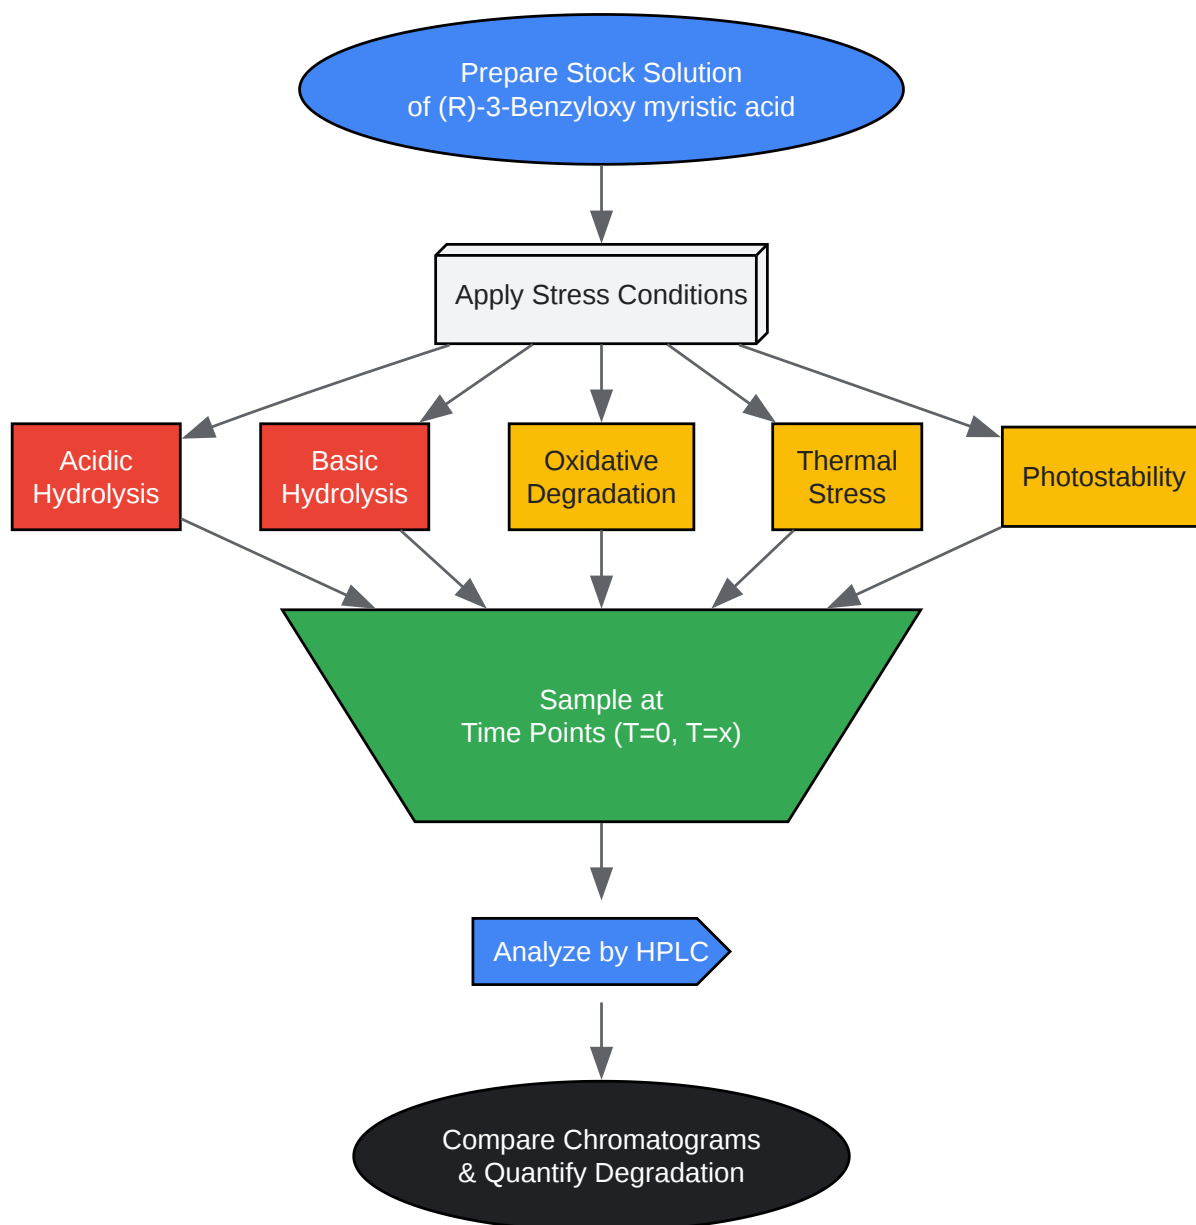 Prepare Stock Solution
of (R)-3-Benzyloxy myristic acid
Apply Stress Conditions
Acidic
Hydrolysis
Basic
Hydrolysis
Oxidative
Degradation
Thermal
Stress
Photostability
Sample at
Time Points (T=0, T=x)
Analyze by HPLC
Compare Chromatograms
& Quantify Degradation